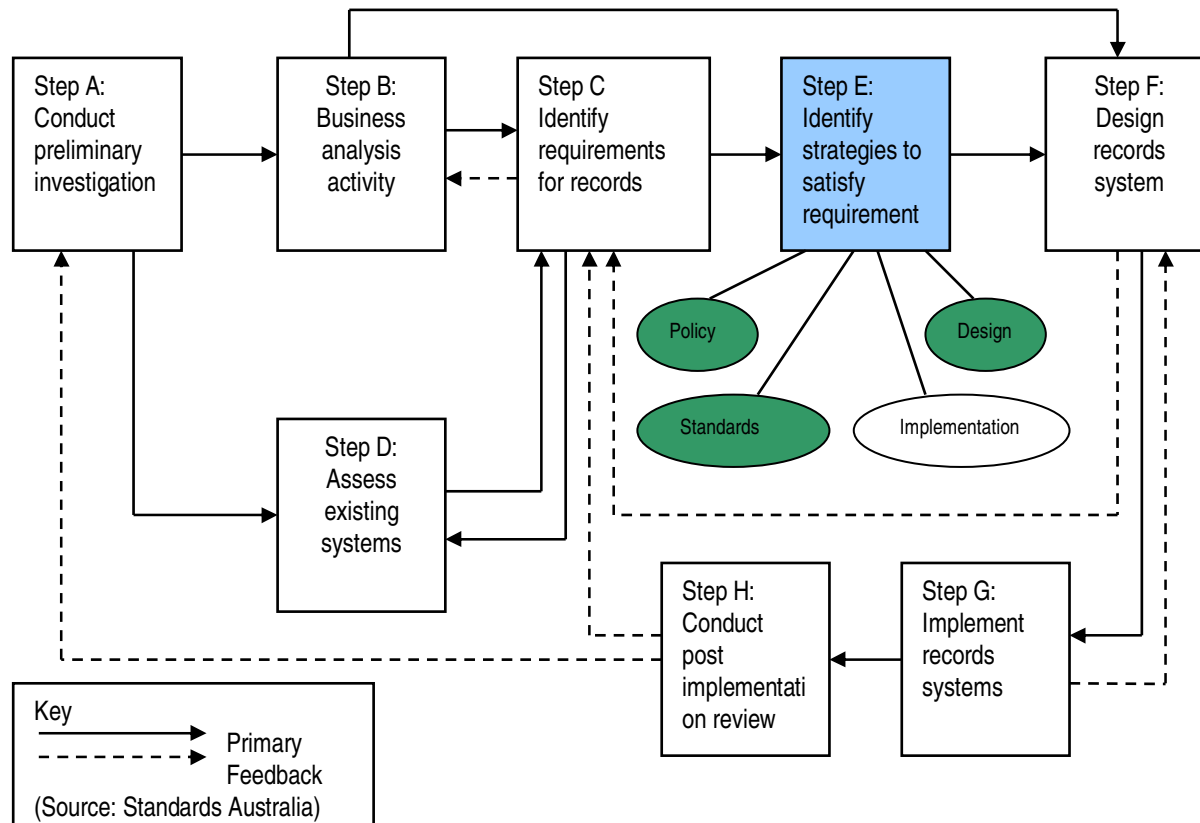 Step A:
Conduct
preliminary
investigation
Step B:
Business
analysis
activity
Step C
Identify
requirements
for records
Step E:
Identify
strategies to
satisfy
requirement
Step F:
Design
records
system
Policy
Design
Standards
Implementation
Step D:
Assess
existing
systems
Step H:
Conduct
post
implementati
on review
Step G:
Implement
records
systems
Key
Primary
Feedback
(Source: Standards Australia)